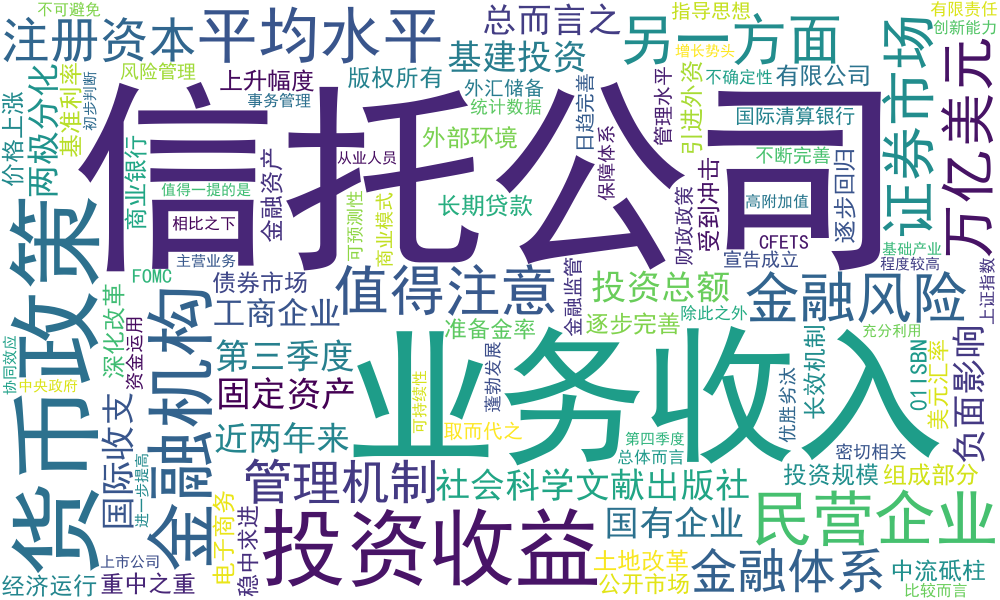 不可避免
总而言之
指导思想
有限责任
创新能力
注册资本
平均水平
另一方面
增长势头
基建投资
证券市场
万亿美元
价格上涨
两极分化
基准利率
初步判断
风险管理
上升幅度
事务管理
版权所有
外汇储备
统计数据
日趋完善
管理水平
引进外资
不确定性
有限公司
国际清算银行
信托公司
外部环境
从业人员
保障体系
不断完善
商业银行
值得一提的是
金融资产
相比之下
可预测性
商业模式
长期贷款
财政政策
受到冲击
高附加值
逐步回归
CFETS
主营业务
宣告成立
基础产业
程度较高
上证指数
货币政策
FOMC
债券市场
值得注意
金融监管
投资总额
金融风险
深化改革
资金运用
金融机构
工商企业
准备金率
逐步完善
除此之外
充分利用
长效机制
协同效应
中央政府
第三季度
固定资产
可持续性
蓬勃发展
业务收入
优胜劣汰
O1ISBN
美元汇率
负面影响
国际收支
进一步提高
近两年来
取而代之
第四季度
总体而言
密切相关
管理机制
社会科学文献出版社
投资规模
组成部分
电子商务
稳中求进
投资收益
国有企业
民营企业
上市公司
经济运行
重中之重
土地改革
公开市场
金融体系
中流砥柱
比较而言